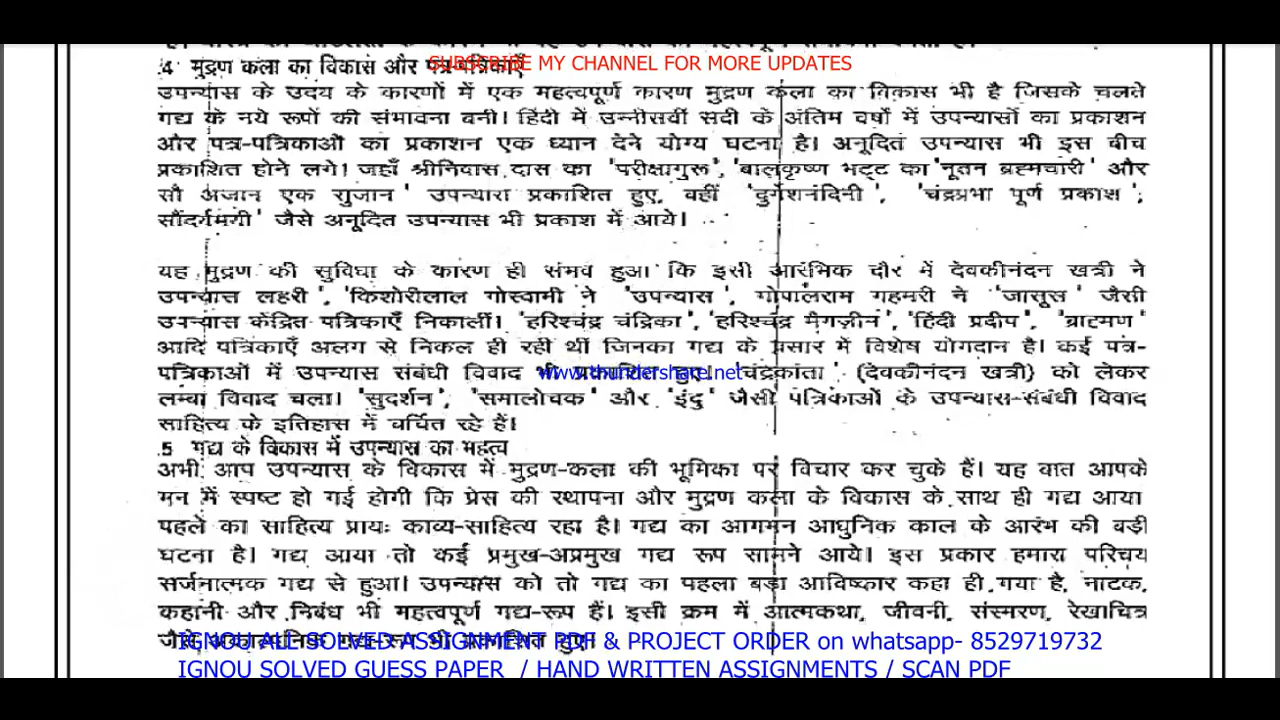 4 मुद्रण कला का विकास और पत्र-पत्रिकाएँ
SUBSCRIBE MY CHANNEL FOR MORE UPDATES
उपन्यास के उदय के कारणों में एक महत्वपूर्ण कारण मुद्रण कला का विकास भी है जिसके चलते
गद्य के नये रूपों की संभावना बनी। हिंदी में उन्नीसवीं सदी के अंतिम वर्षों में उपन्यासों का प्रकाशन
और पत्र-पत्रिकाओं का प्रकाशन एक ध्यान देने योग्य घटना है। अनूदित उपन्यास भी इस बीच
प्रकाशित होने लगे। जहाँ श्रीनिवास दास का 'परीक्षागुरू', 'बालकृष्ण भट्ट का 'नूतन ब्रह्मचारी' और
सौ अजान एक सुजान' उपन्यास प्रकाशित हुए, वहीं 'दुर्गेशनंदिनी', 'चंद्रप्रभा पूर्ण प्रकाश',
जैसे अनूदित उपन्यास भी प्रकाश में आये।
यह मुद्रण की सुविधा के कारण ही संभव हुआ कि इसी आरंभिक दौर में देवकीनंदन खत्री ने
उपन्यास लहरी', 'किशोरीलाल गोस्वामी ने 'उपन्यास', गोपालराम गहमरी ने 'जासूस' जैसी
उपन्यास केंद्रित पत्रिकाएँ निकालीं। 'हरिश्चंद्र चंद्रिका', 'हरिश्चंद्र मैगज़ीन', 'हिंदी प्रदीप', 'ब्राह्मण'
आदि पत्रिकाएँ अलग से निकल ही रही थीं जिनका गद्य के प्रसार में विशेष योगदान है। कई पत्र-
पत्रिकाओं में उपन्यास संबंधी विवाद भी प्रकाशित हुए। 'चंद्रकांता' (देवकीनंदन खत्री) को लेकर
www.thundershare.net
लम्बा विवाद चला। 'सुदर्शन', 'समालोचक' और 'इंदु' जैसी पत्रिकाओं के उपन्यास-संबंधी विवाद
साहित्य के इतिहास में चर्चित रहे हैं।
5 गद्य के विकास में उपन्यास का महत्व
अभी आप उपन्यास के विकास में मुद्रण-कला की भूमिका पर विचार कर चुके हैं। यह बात आपके
मन में स्पष्ट हो गई होगी कि प्रेस की स्थापना और मुद्रण कला के विकास के साथ ही गद्य आया
पहले का साहित्य प्रायः काव्य-साहित्य रहा है। गद्य का आगमन आधुनिक काल के आरंभ की बड़ी
घटना है। गद्य आया तो कई प्रमुख-अप्रमुख गद्य रूप सामने आये। इस प्रकार हमारा परिचय
सर्जनात्मक गद्य से हुआ। उपन्यास को तो गद्य का पहला बड़ा आविष्कार कहा ही गया है, नाटक,
कहानी और निबंध भी महत्वपूर्ण गद्य-रूप हैं। इसी क्रम में आत्मकथा, जीवनी, संस्मरण, रेखाचित्र
IGNOU ALL SOLVED ASSIGNMENT PDF & PROJECT ORDER on whatsapp- 8529719732
IGNOU SOLVED GUESS PAPER / HAND WRITTEN ASSIGNMENTS / SCAN PDF